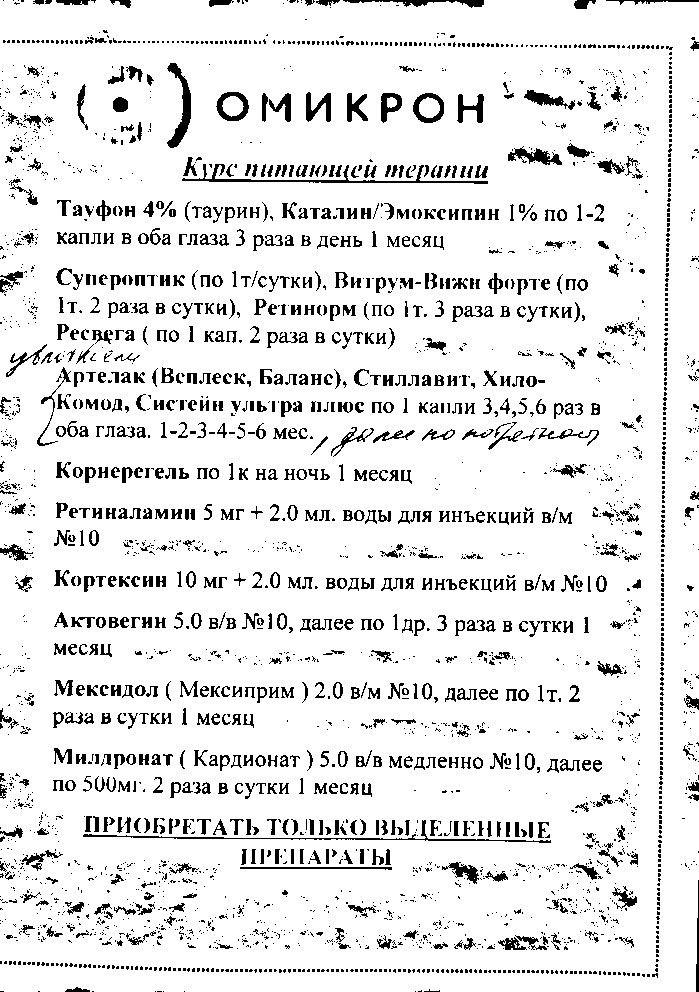 ОМИКРОН
Курс питающей терапии
Тауфон 4% (таурин), Каталин/Эмоксипин 1% по 1-2
капли в оба глаза 3 раза в день 1 месяц
Супероптик (по 1т/сутки), Витрум-Вижн форте (по
1т. 2 раза в сутки), Ретинорм (по 1т. 3 раза в сутки),
Ресвега ( по 1 кап. 2 раза в сутки)
Артелак (Всплеск, Баланс), Стиллавит, Хило-
Комод, Систейн ультра плюс по 1 капли 3,4,5,6 раз в
оба глаза. 1-2-3-4-5-6 мес., далее по
Корнерегель по 1к на ночь 1 месяц
Ретиналамин 5 мг + 2.0 мл. воды для инъекций в/м
№10
Кортексин 10 мг + 2.0 мл. воды для инъекций в/м №10
Актовегин 5.0 в/в №10, далее по 1др. 3 раза в сутки 1
месяц
Мексидол ( Мексиприм ) 2.0 в/м №10, далее по 1т. 2
раза в сутки 1 месяц
Милдронат ( Кардионат ) 5.0 в/в медленно №10, далее
по 500мг. 2 раза в сутки 1 месяц
ПРИОБРЕТАТЬ ТОЛЬКО ВЫДЕЛЕННЫЕ
ПРЕПАРАТЫ